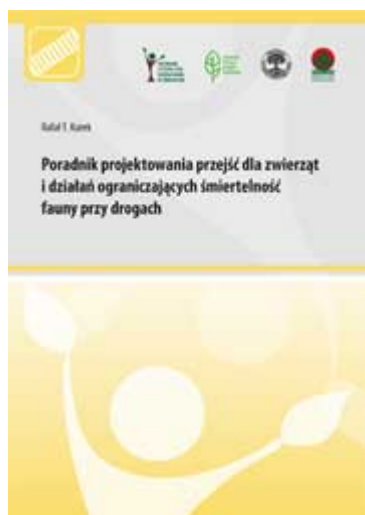 Rafał T. Kurek
Poradnik projektowania przejść dla zwierząt
i działań ograniczających śmiertelność
fauny przy drogach